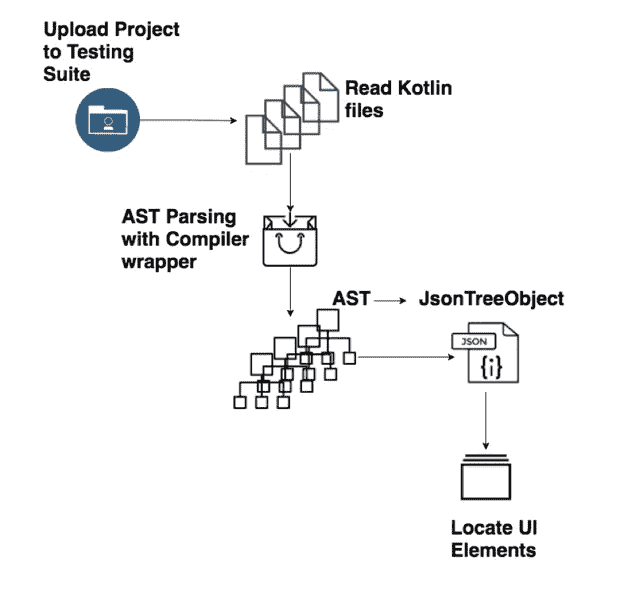 Upload Project
to Testing
Suite
Read Kotlin
files
AST Parsing
with Compiler
wrapper
AST
JsonTreeObject
JSON
{i}
Locate UI
Elements